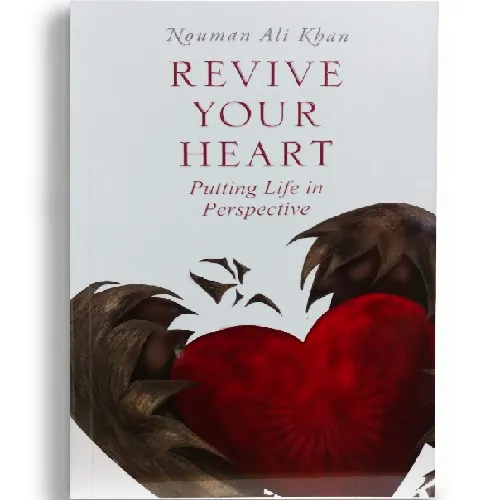 Nouman Ali Khan
REVIVE
YOUR
HEART
Putting Life in
Perspective